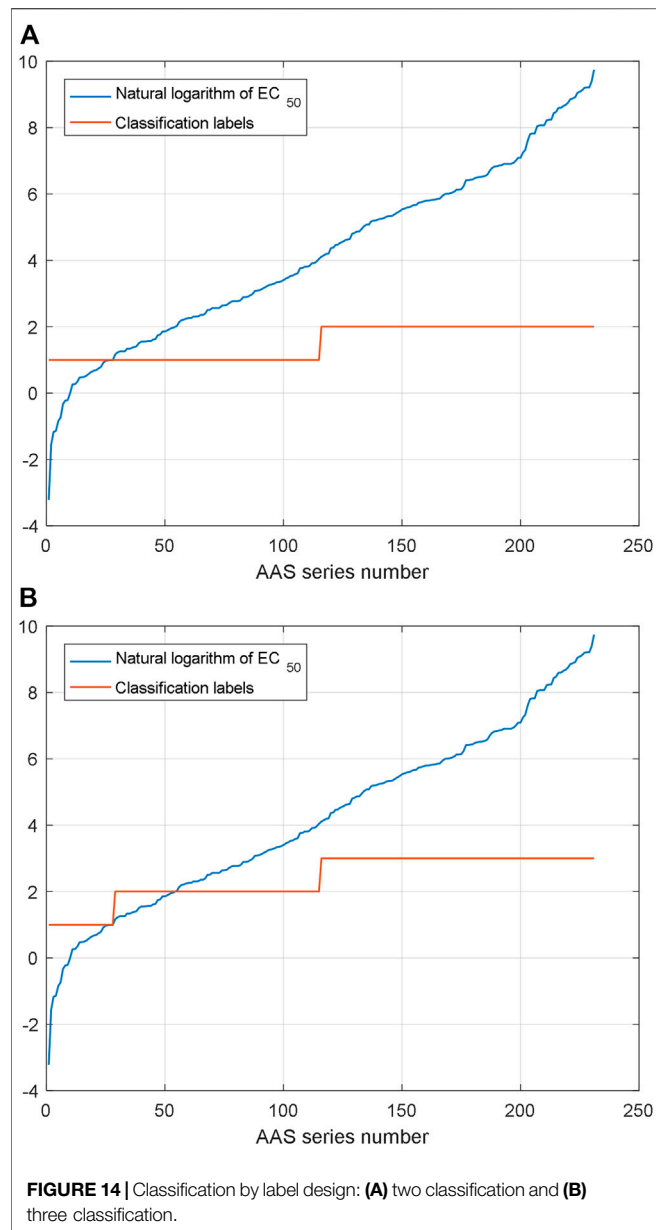 A
10
8
6
4
2
0
-2
-4
Natural logarithm of EC 50
Classification labels
0 50 100 150 200 250
AAS series number
B
10
8
6
4
2
0
-2
-4
Natural logarithm of EC 50
Classification labels
0 50 100 150 200 250
AAS series number
FIGURE 14 | Classification by label design: (A) two classification and (B)
three classification.